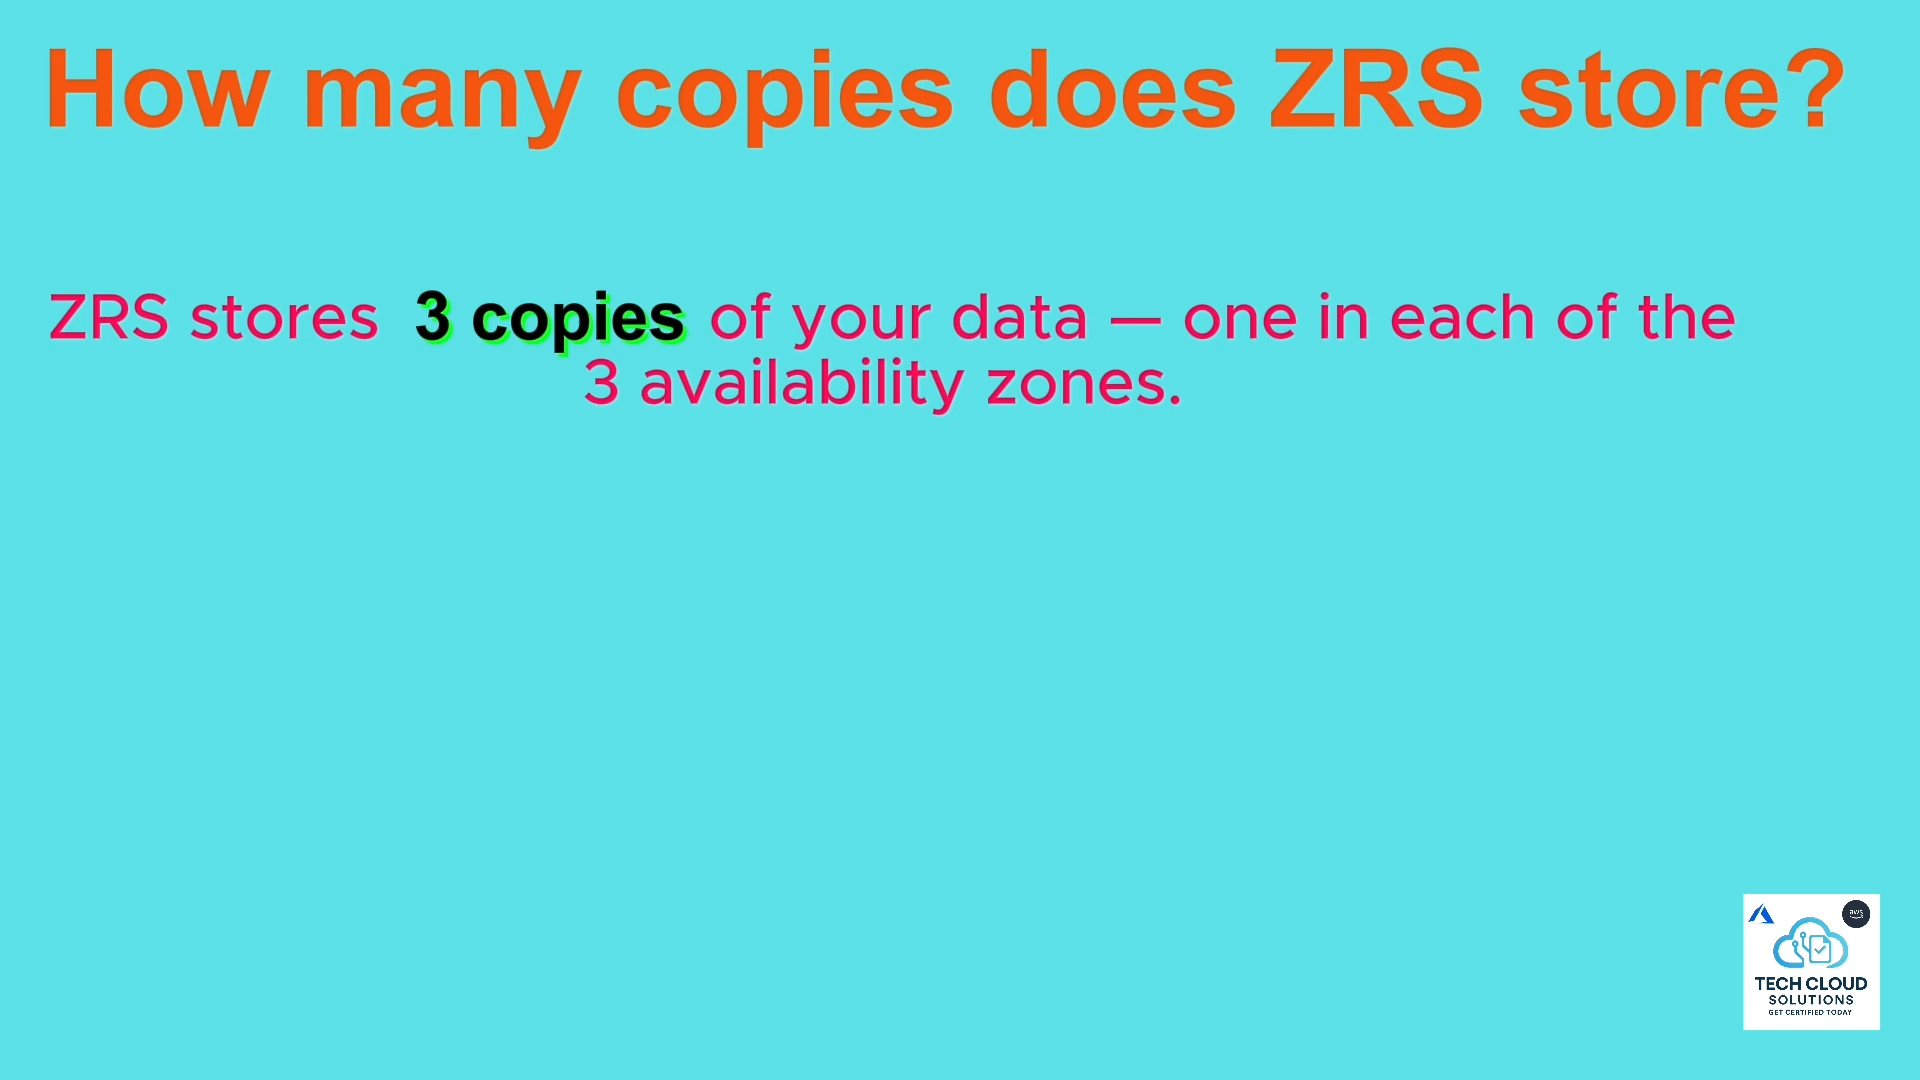 How many copies does ZRS store?
ZRS stores 3 copies of your data — one in each of the
3 availability zones.
aws
TECH CLOUD
SOLUTIONS
GET CERTIFIED TODAY